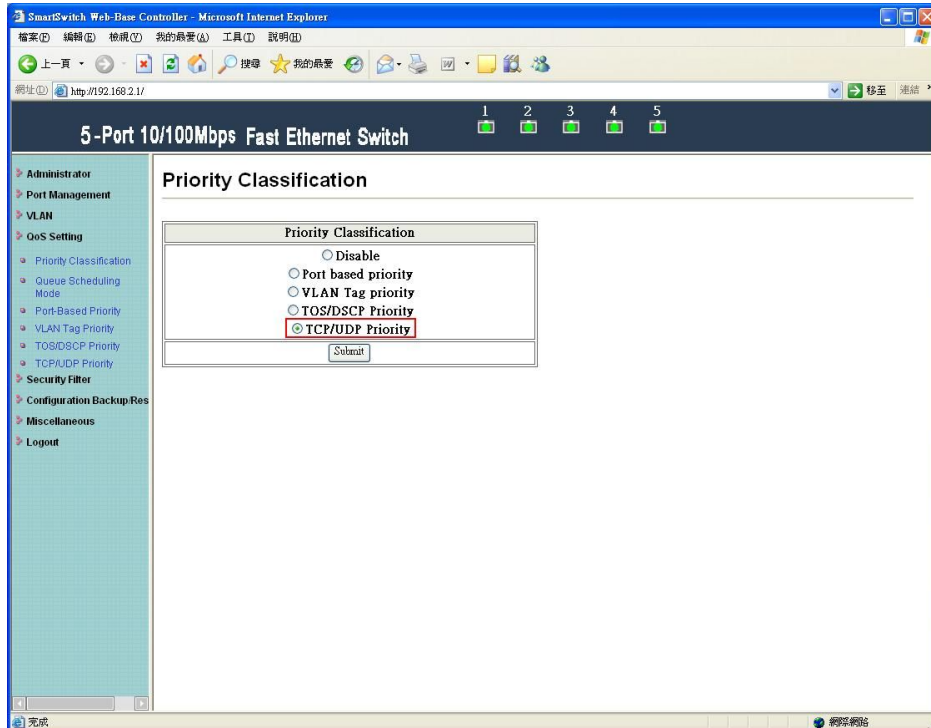 SmartSwitch Web-Base Controller - Microsoft Internet Explorer
檔案(F) 編輯(E) 檢視(V) 我的最愛(A) 工具(T) 說明(H)
上一頁 搜尋 我的最愛
網址(D) http://192.168.2.1/ 移至 連結 »
1 2 3 4 5
5-Port 10/100Mbps Fast Ethernet Switch
Administrator
Port Management
VLAN
QoS Setting
Priority Classification
Queue Scheduling
Mode
Port-Based Priority
VLAN Tag Priority
TOS/DSCP Priority
TCP/UDP Priority
Security Filter
Configuration Backup/Res
Miscellaneous
Logout
Priority Classification
Priority Classification
Disable
Port based priority
VLAN Tag priority
TOS/DSCP Priority
TCP/UDP Priority
Submit
完成 網際網路